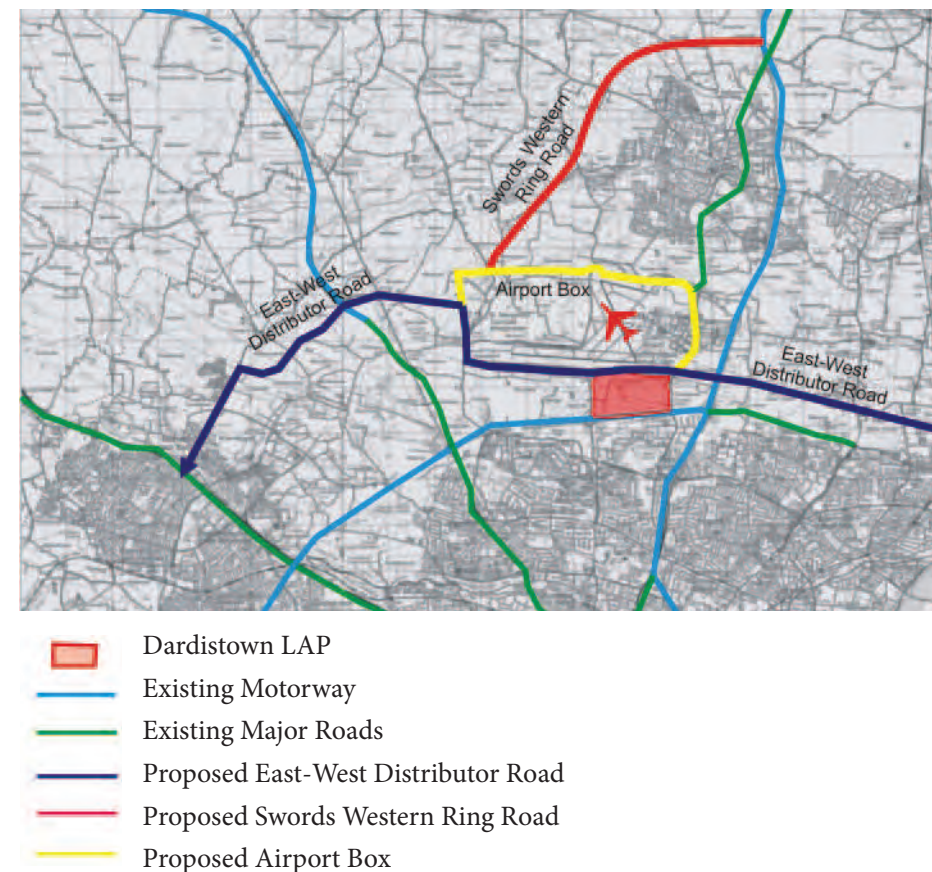 Swords Western
Ring Road
East-West
Distributor Road
Airport Box
East-West
Distributor Road
Dardistown LAP
Existing Motorway
Existing Major Roads
Proposed East-West Distributor Road
Proposed Swords Western Ring Road
Proposed Airport Box